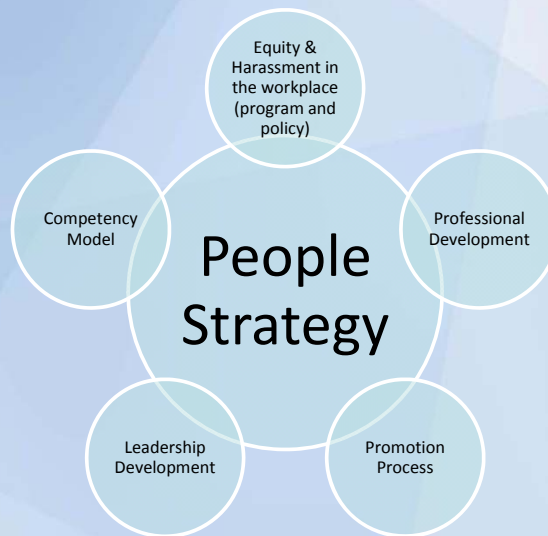 Equity &
Harassment in
the workplace
(program and
policy)
Competency
Model
Professional
Development
People
Strategy
Leadership
Development
Promotion
Process